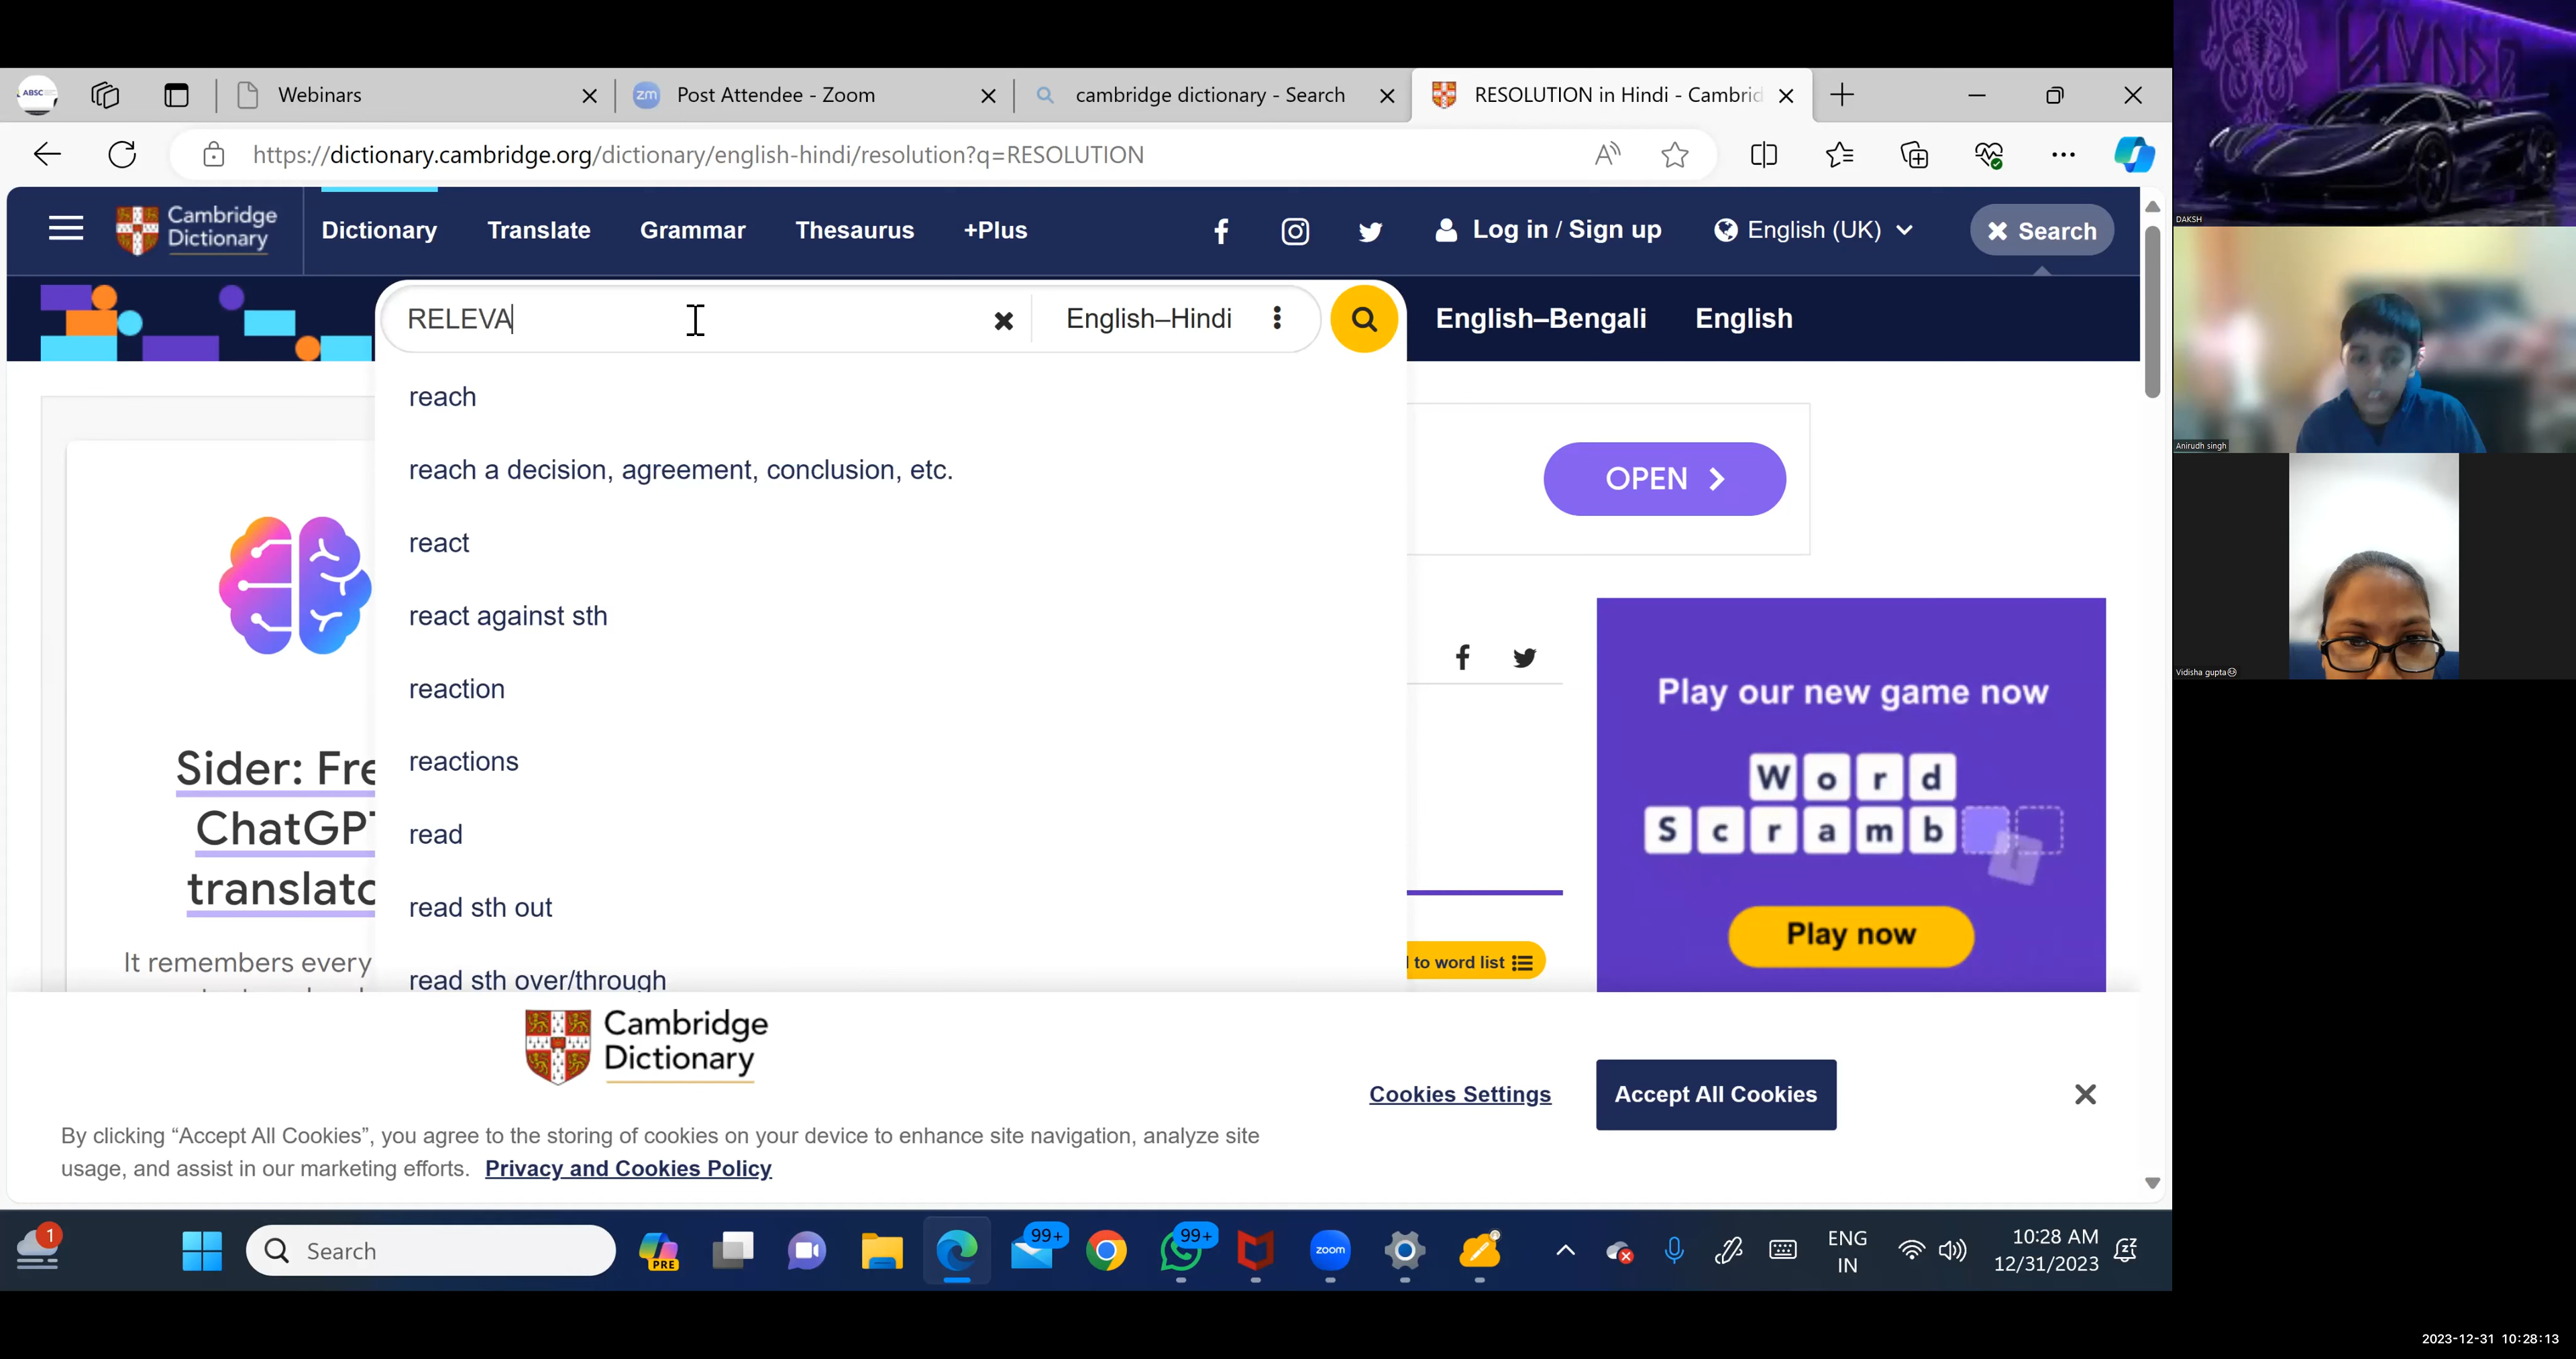 ABSC
Webinars
zm
Post Attendee - Zoom
cambridge dictionary - Search
RESOLUTION in Hindi - Cambrid
https://dictionary.cambridge.org/dictionary/english-hindi/resolution?q=RESOLUTION
DAKSH
Cambridge
Dictionary
Dictionary
Translate
Grammar
Thesaurus
+Plus
Log in / Sign up
English (UK)
Search
RELEVA
English–Hindi
English–Bengali
English
reach
reach a decision, agreement, conclusion, etc.
OPEN
Anirudh singh
react
react against sth
reaction
reactions
read
read sth out
read sth over/through
Sider: Fre
ChatGPT
translato
It remembers every
to word list
Vidisha gupta
Play our new game now
Word
Scramb
Play now
Cambridge
Dictionary
Cookies Settings
Accept All Cookies
By clicking “Accept All Cookies”, you agree to the storing of cookies on your device to enhance site navigation, analyze site
usage, and assist in our marketing efforts. Privacy and Cookies Policy
1
Search
PRE
99+
99+
zoom
ENG
IN
10:28 AM
12/31/2023
2023-12-31 10:28:13